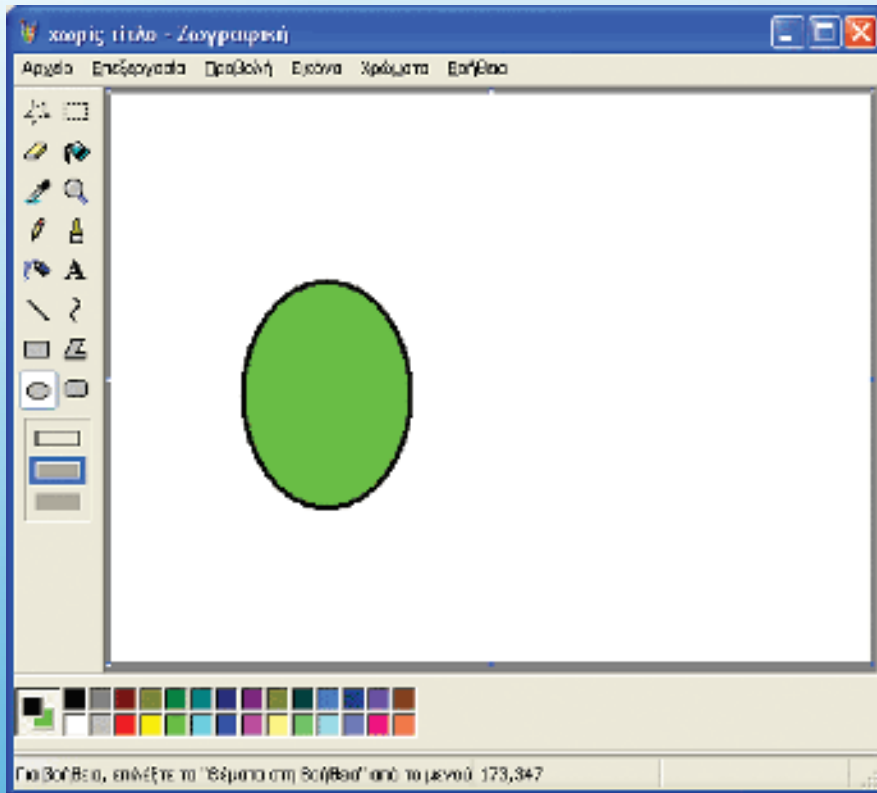 χωρίς τίτλο - Ζωγραφική
Αρχείο Επεξεργασία Προβολή Εικόνα Χρώματα Βοήθεια
A
Για βοήθεια, επιλέξτε το "Θέματα στη Βοήθεια" από το μενού 173,347